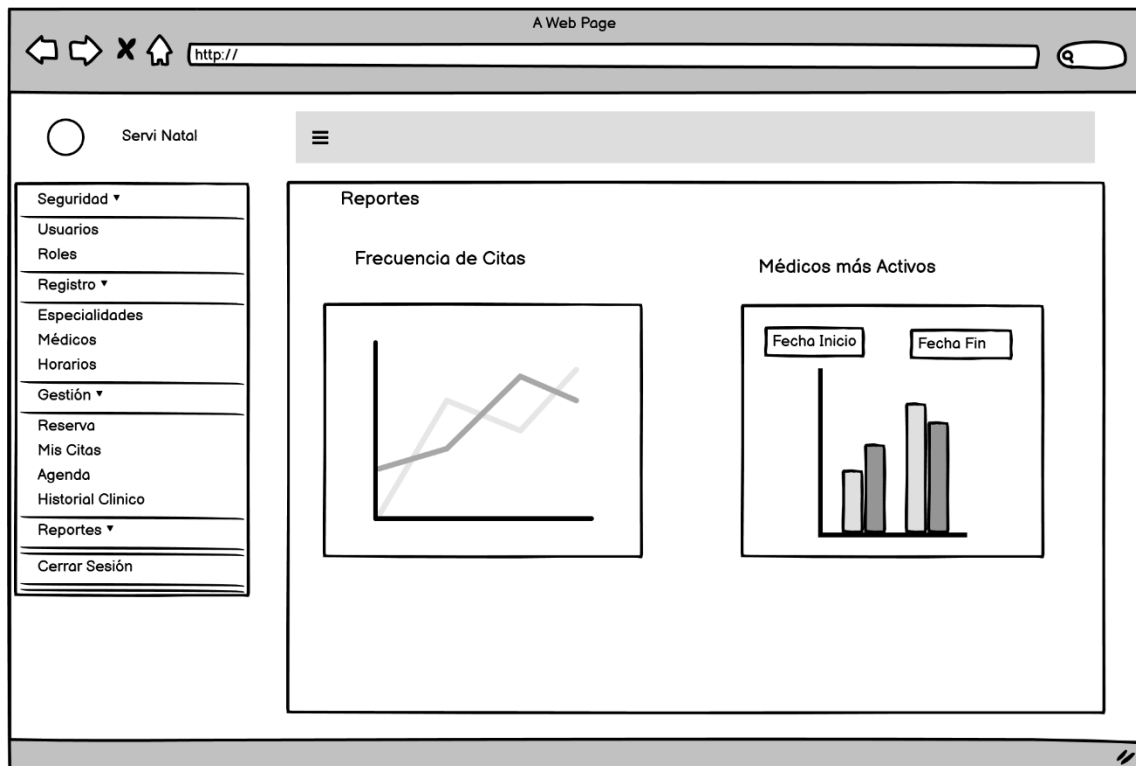 A Web Page
http://
Servi Natal
Seguridad
Usuarios
Roles
Registro
Especialidades
Médicos
Horarios
Gestión
Reserva
Mis Citas
Agenda
Historial Clinico
Reportes
Cerrar Sesión
Reportes
Frecuencia de Citas
Médicos más Activos
Fecha Inicio
Fecha Fin